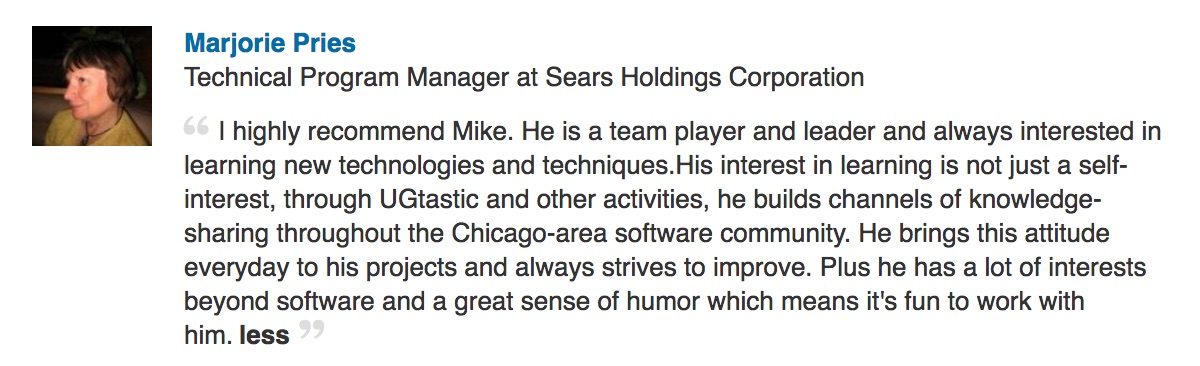 Marjorie Pries
Technical Program Manager at Sears Holdings Corporation
“ I highly recommend Mike. He is a team player and leader and always interested in
learning new technologies and techniques.His interest in learning is not just a self-
interest, through UGtastic and other activities, he builds channels of knowledge-
sharing throughout the Chicago-area software community. He brings this attitude
everyday to his projects and always strives to improve. Plus he has a lot of interests
beyond software and a great sense of humor which means it's fun to work with
him. less ”